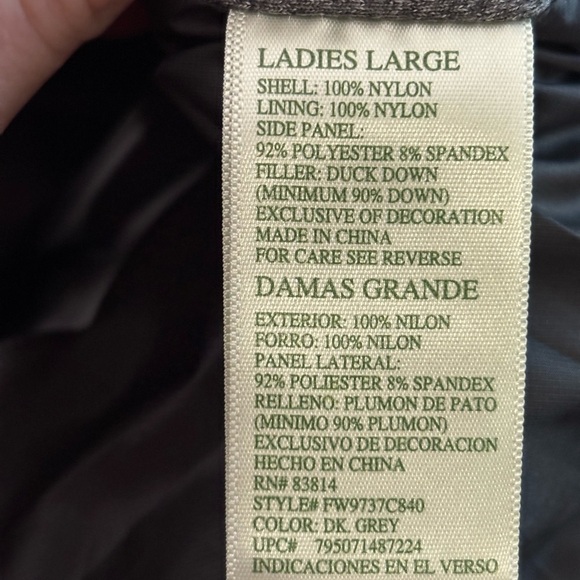 LADIES LARGE
SHELL: 100% NYLON
LINING: 100% NYLON
SIDE PANEL:
92% POLYESTER 8% SPANDEX
FILLER: DUCK DOWN
(MINIMUM 90% DOWN)
EXCLUSIVE OF DECORATION
MADE IN CHINA
FOR CARE SEE REVERSE
DAMAS GRANDE
EXTERIOR: 100% NILON
FORRO: 100% NILON
PANEL LATERAL:
92% POLIESTER 8% SPANDEX
RELLENO: PLUMON DE PATO
(MINIMO 90% PLUMON)
EXCLUSIVO DE DECORACION
HECHO EN CHINA
RN# 83814
STYLE# FW9737C840
COLOR: DK. GREY
UPC# 795071487224
INDICACIONES EN EL VERSO